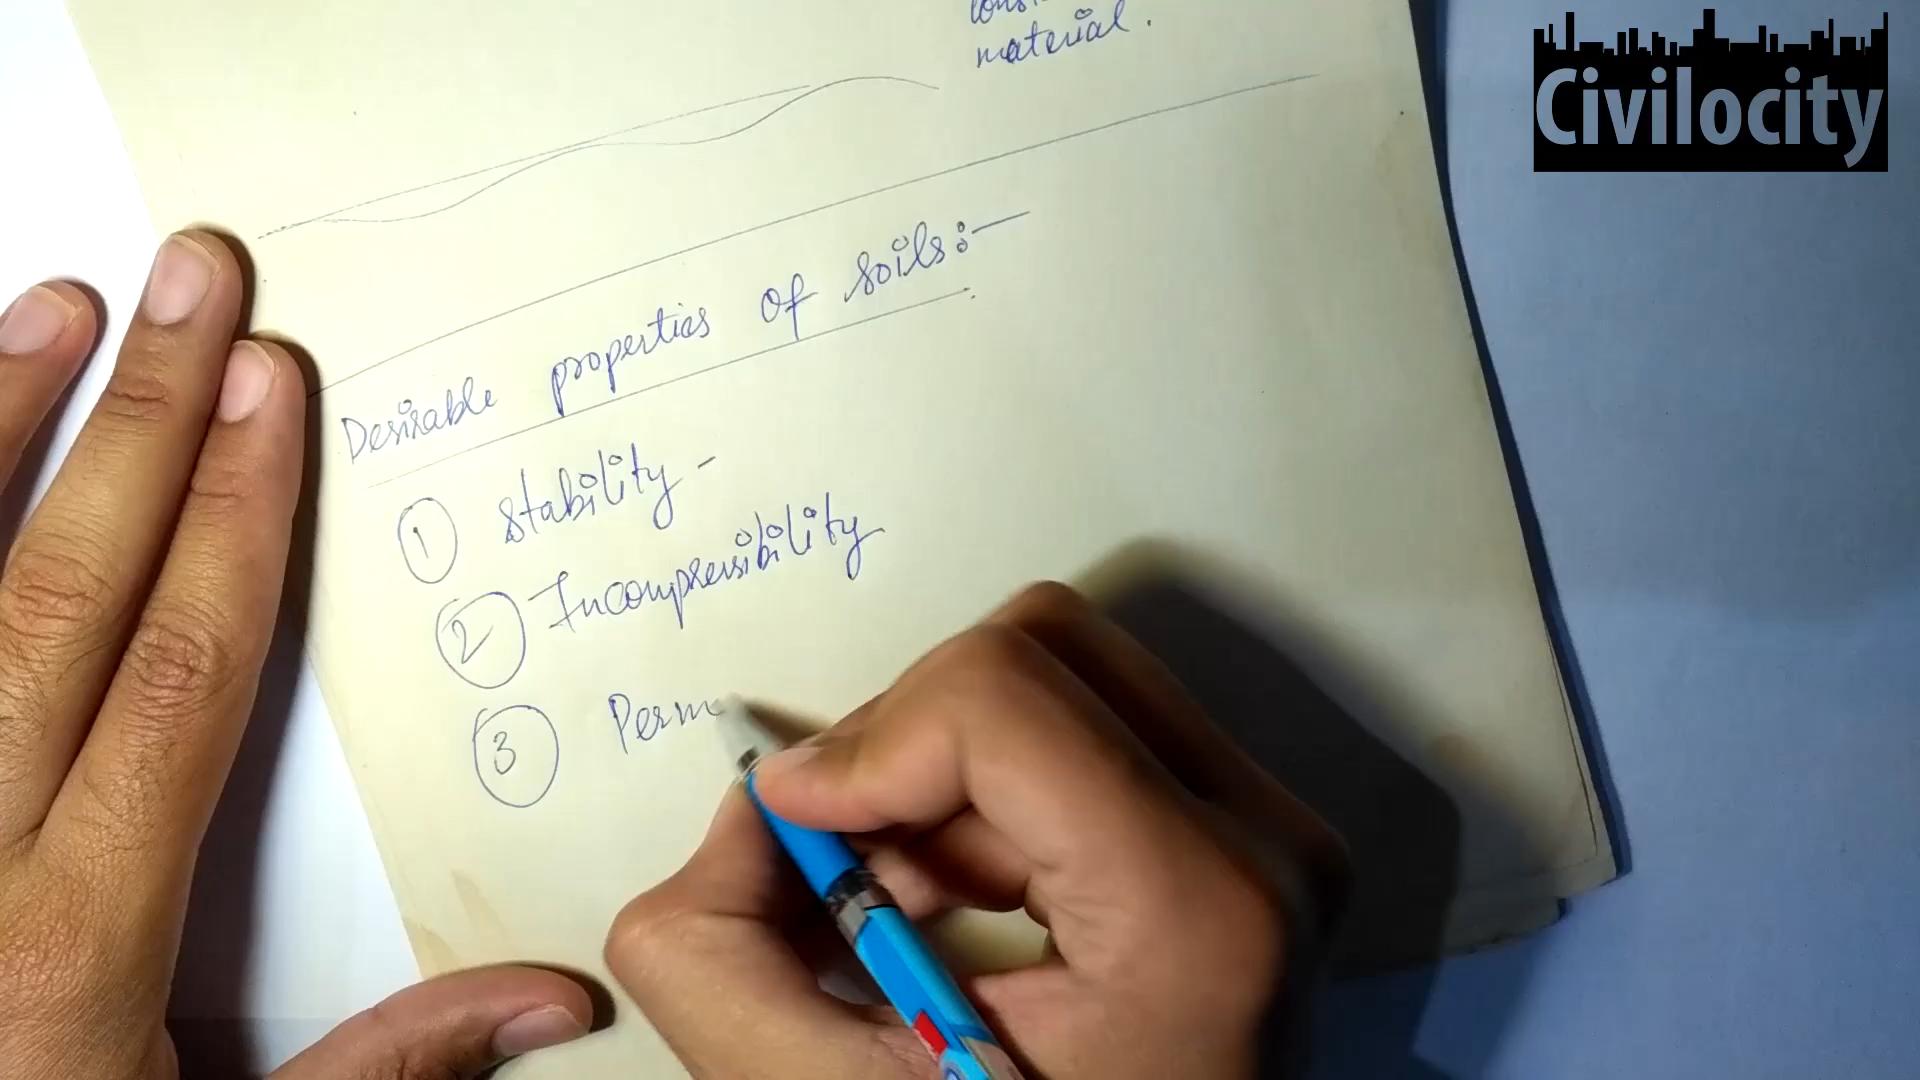 material.
Desirable properties of soils:-
1 Stability -
2 Incompressibility
3 Perm
Civilocity